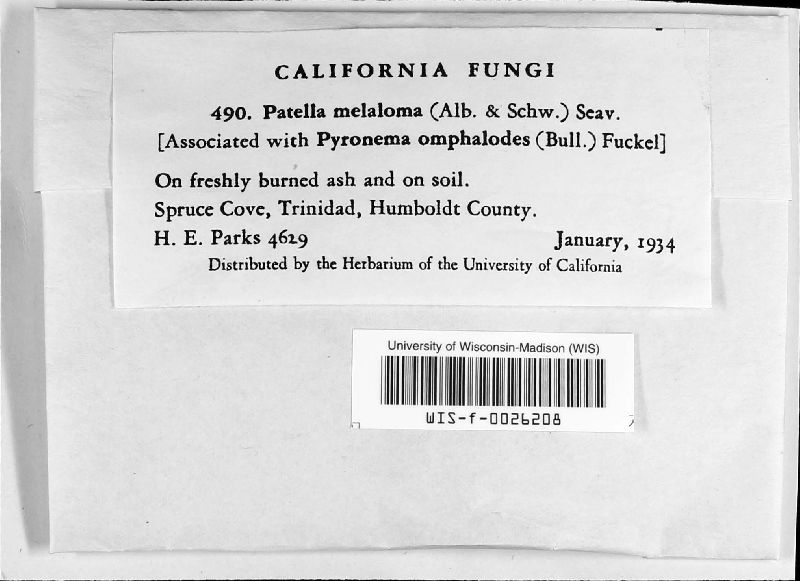 CALIFORNIA FUNGI
490. Patella melaloma (Alb. & Schw.) Seav.
[Associated with Pyronema omphalodes (Bull.) Fuckel]
On freshly burned ash and on soil.
Spruce Cove, Trinidad, Humboldt County.
H. E. Parks 4629 January, 1934
Distributed by the Herbarium of the University of California
University of Wisconsin-Madison (WIS)
WIS-f-0026208